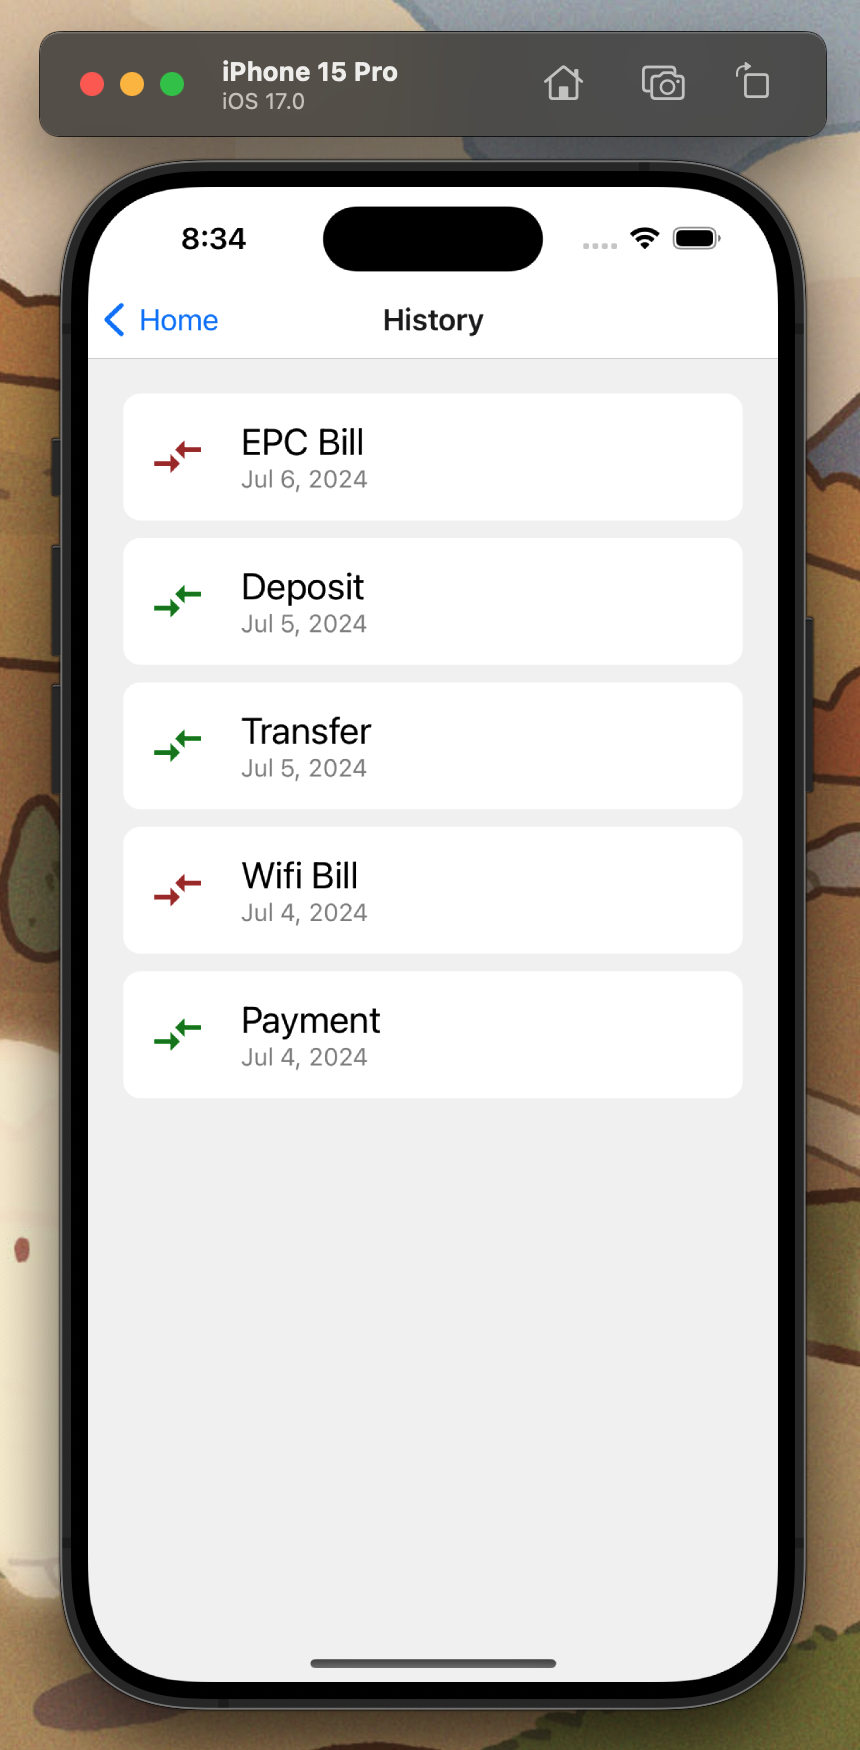 iPhone 15 Pro
iOS 17.0
8:34
Home
History
EPC Bill
Jul 6, 2024
Deposit
Jul 5, 2024
Transfer
Jul 5, 2024
Wifi Bill
Jul 4, 2024
Payment
Jul 4, 2024